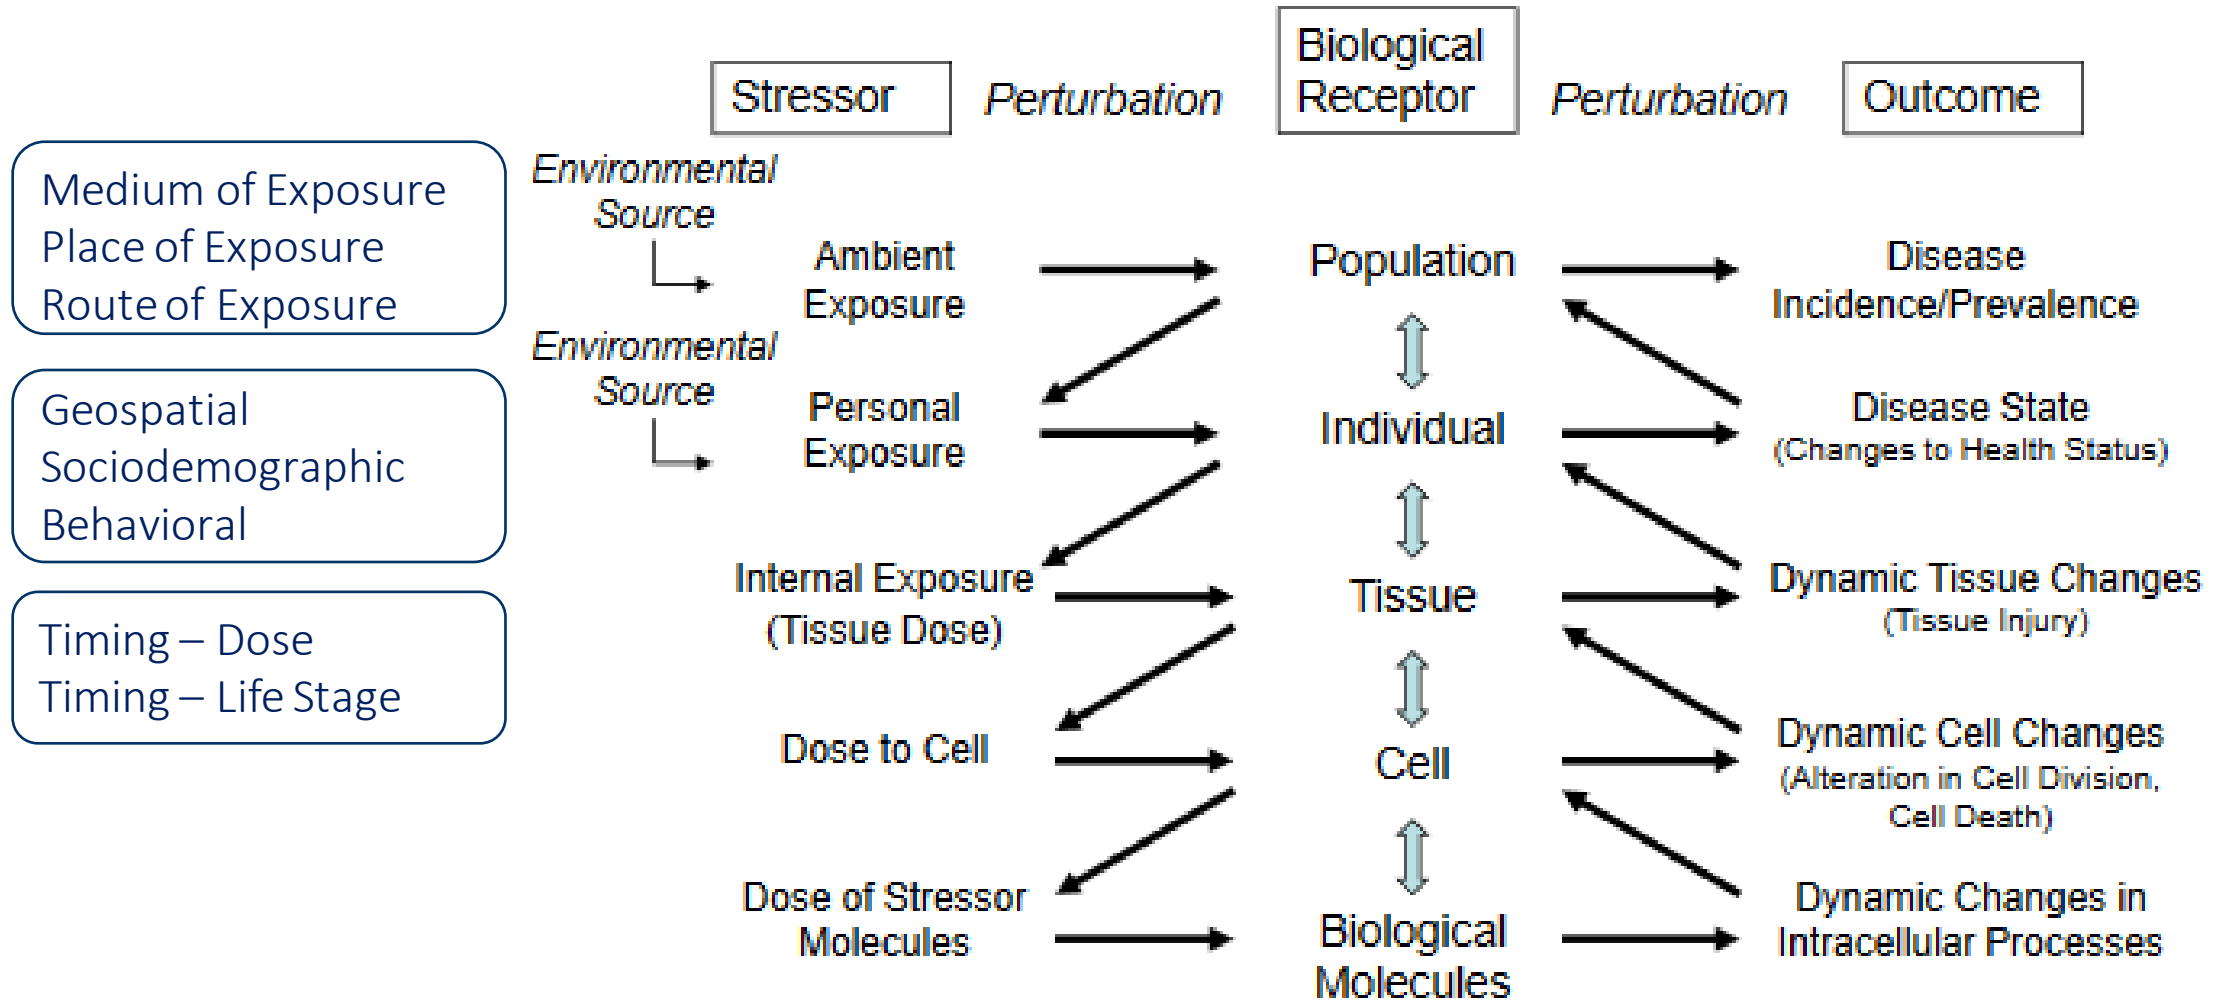 Medium of Exposure
Place of Exposure
Route of Exposure
Geospatial
Sociodemographic
Behavioral
Timing – Dose
Timing – Life Stage
Stressor
Perturbation
Biological
Receptor
Perturbation
Outcome
Environmental
Source
Ambient
Exposure
Population
Disease
Incidence/Prevalence
Environmental
Source
Personal
Exposure
Individual
Disease State
(Changes to Health Status)
Internal Exposure
(Tissue Dose)
Tissue
Dynamic Tissue Changes
(Tissue Injury)
Dose to Cell
Cell
Dynamic Cell Changes
(Alteration in Cell Division,
Cell Death)
Dose of Stressor
Molecules
Biological
Molecules
Dynamic Changes in
Intracellular Processes